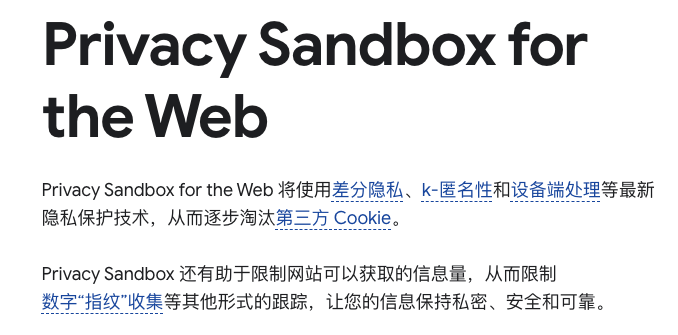 Privacy Sandbox for
the Web
Privacy Sandbox for the Web 将使用差分隐私、k-匿名性和设备端处理等最新
隐私保护技术，从而逐步淘汰第三方 Cookie。
Privacy Sandbox 还有助于限制网站可以获取的信息量，从而限制
数字“指纹”收集等其他形式的跟踪，让您的信息保持私密、安全和可靠。